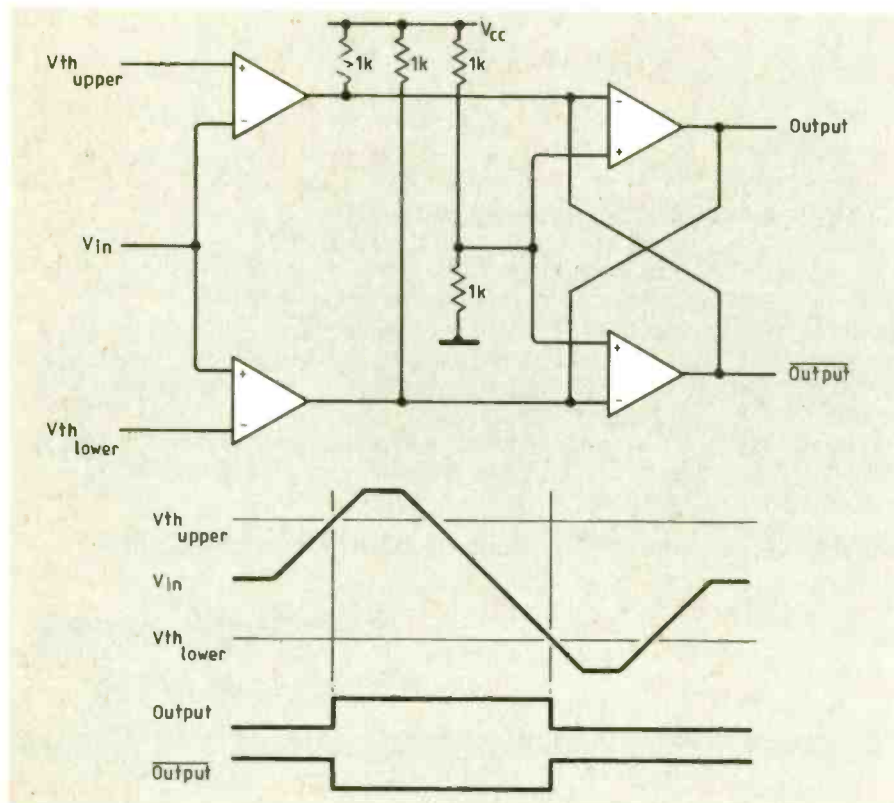 Vcc
Vth upper
1k
1k
1k
+
-
-
+
Output
Vin
1k
+
-
+
-
Output
Vth lower
Vth upper
Vin
Vth lower
Output
Output